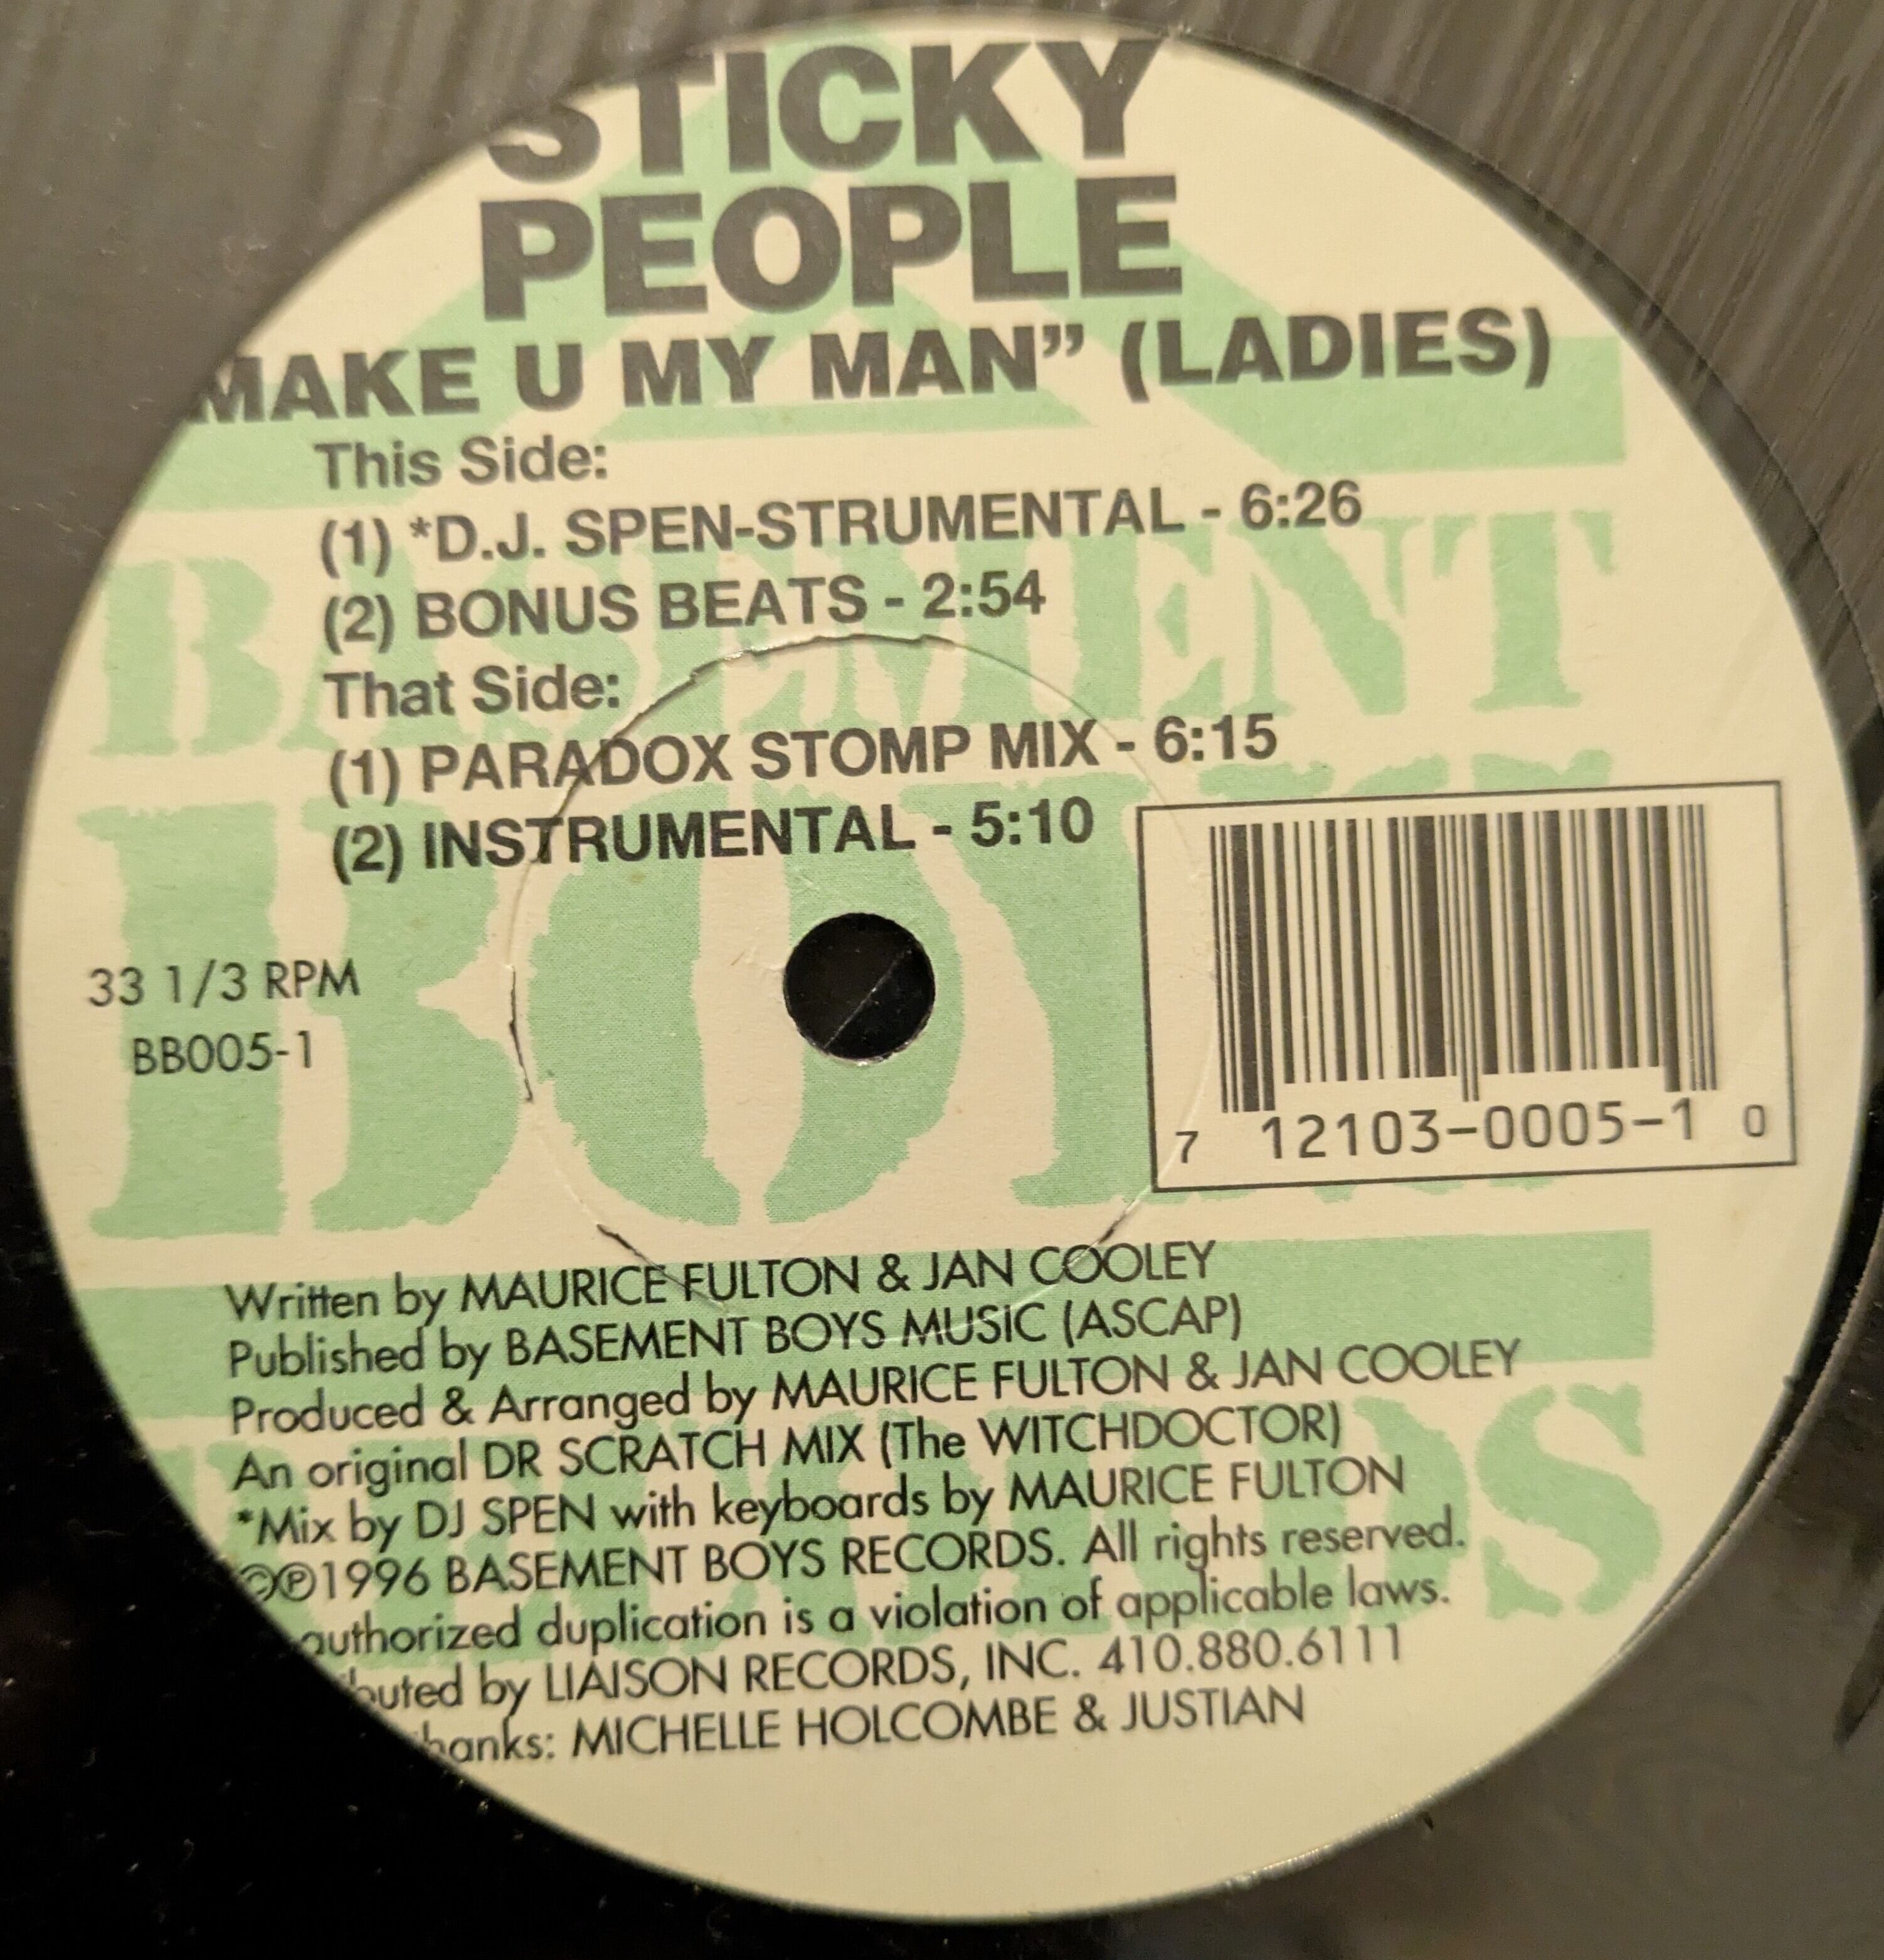 STICKY
PEOPLE
MAKE U MY MAN” (LADIES)
This Side:
(1) *D.J. SPEN-STRUMENTAL - 6:26
(2) BONUS BEATS - 2:54
That Side:
(1) PARADOX STOMP MIX - 6:15
(2) INSTRUMENTAL - 5:10
BASEMENT
BOYS
33 1/3 RPM
BB005-1
7 12103-0005-1 0
Written by MAURICE FULTON & JAN COOLEY
Published by BASEMENT BOYS MUSIC (ASCAP)
Produced & Arranged by MAURICE FULTON & JAN COOLEY
An original DR SCRATCH MIX (The WITCHDOCTOR)
*Mix by DJ SPEN with keyboards by MAURICE FULTON
©℗1996 BASEMENT BOYS RECORDS. All rights reserved.
authorized duplication is a violation of applicable laws.
buted by LIAISON RECORDS, INC. 410.880.6111
hanks: MICHELLE HOLCOMBE & JUSTIAN